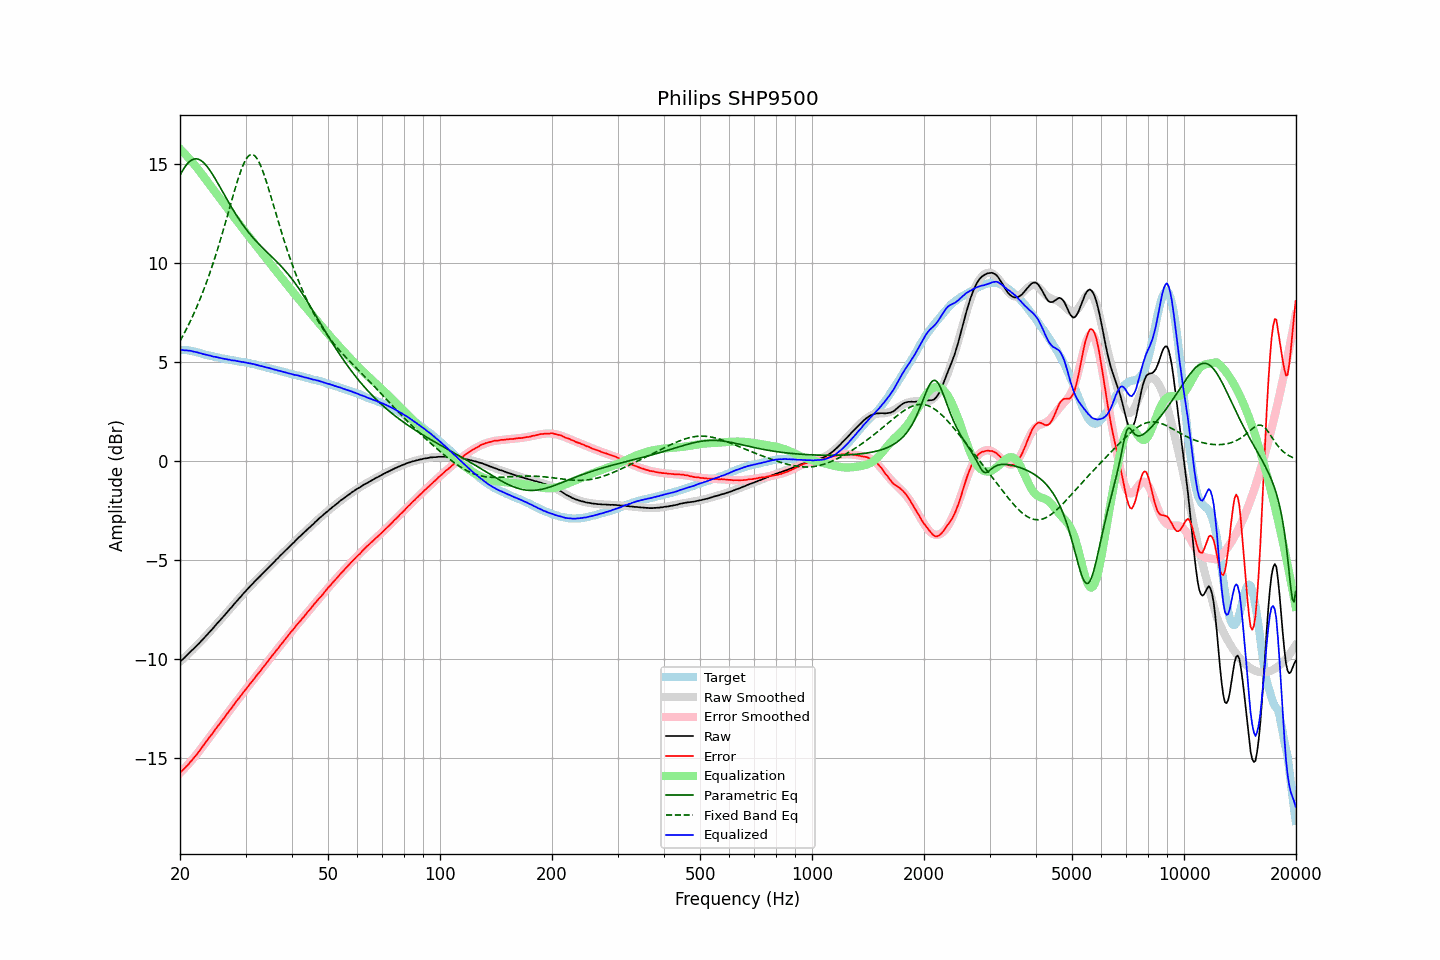 Philips SHP9500
Amplitude (dBr)
15
10
5
0
−5
−10
−15
Target
Raw Smoothed
Error Smoothed
Raw
Error
Equalization
Parametric Eq
Fixed Band Eq
Equalized
20 50 100 200 500 1000 2000 5000 10000 20000
Frequency (Hz)